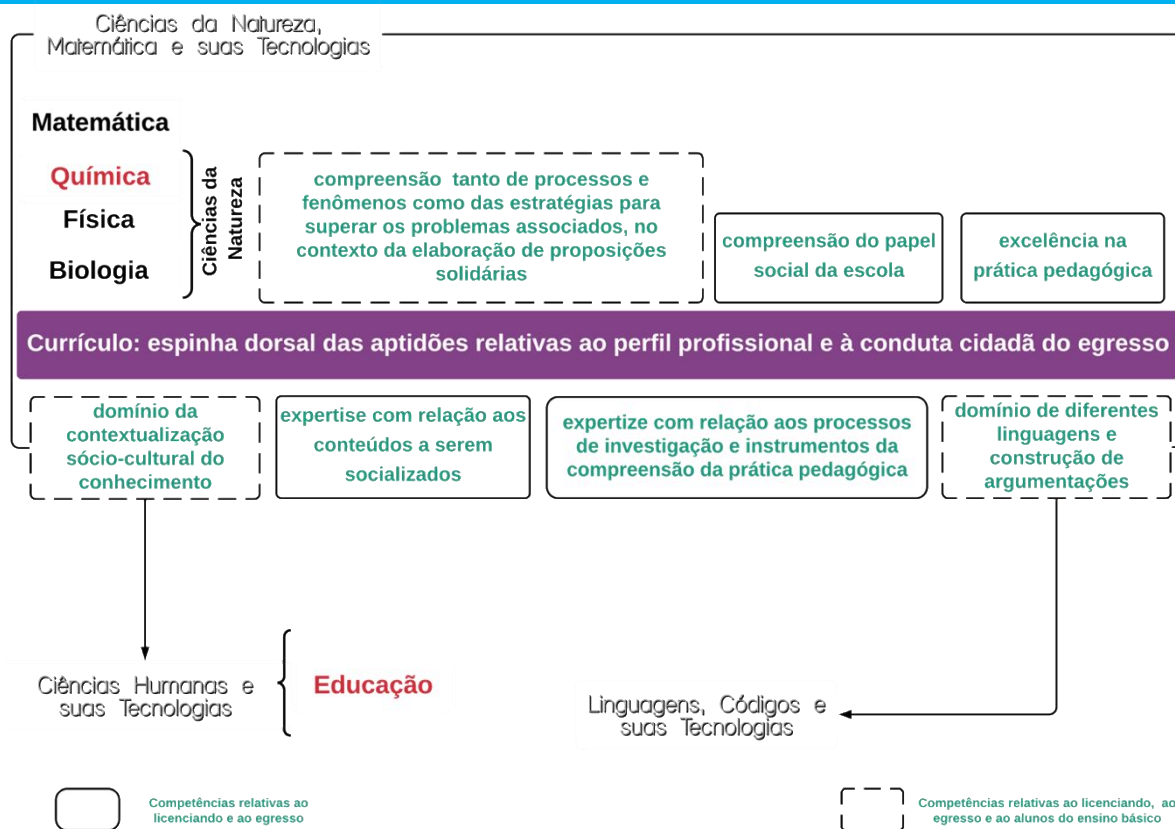 Ciências da Natureza,
Matemática e suas Tecnologias
Matemática
Química
Física
Biologia
Ciências da
Natureza
compreensão tanto de processos e
fenômenos como das estratégias para
superar os problemas associados, no
contexto da elaboração de proposições
solidárias
compreensão do papel
social da escola
excelência na
prática pedagógica
Currículo: espinha dorsal das aptidões relativas ao perfil profissional e à conduta cidadã do egresso
domínio da
contextualização
sócio-cultural do
conhecimento
expertise com relação aos
conteúdos a serem
socializados
expertize com relação aos processos
de investigação e instrumentos da
compreensão da prática pedagógica
domínio de diferentes
linguagens e
construção de
argumentações
Ciências Humanas e
suas Tecnologias
Educação
Linguagens, Códigos e
suas Tecnologias
Competências relativas ao
licenciando e ao egresso
Competências relativas ao licenciando, ao
egresso e ao alunos do ensino básico